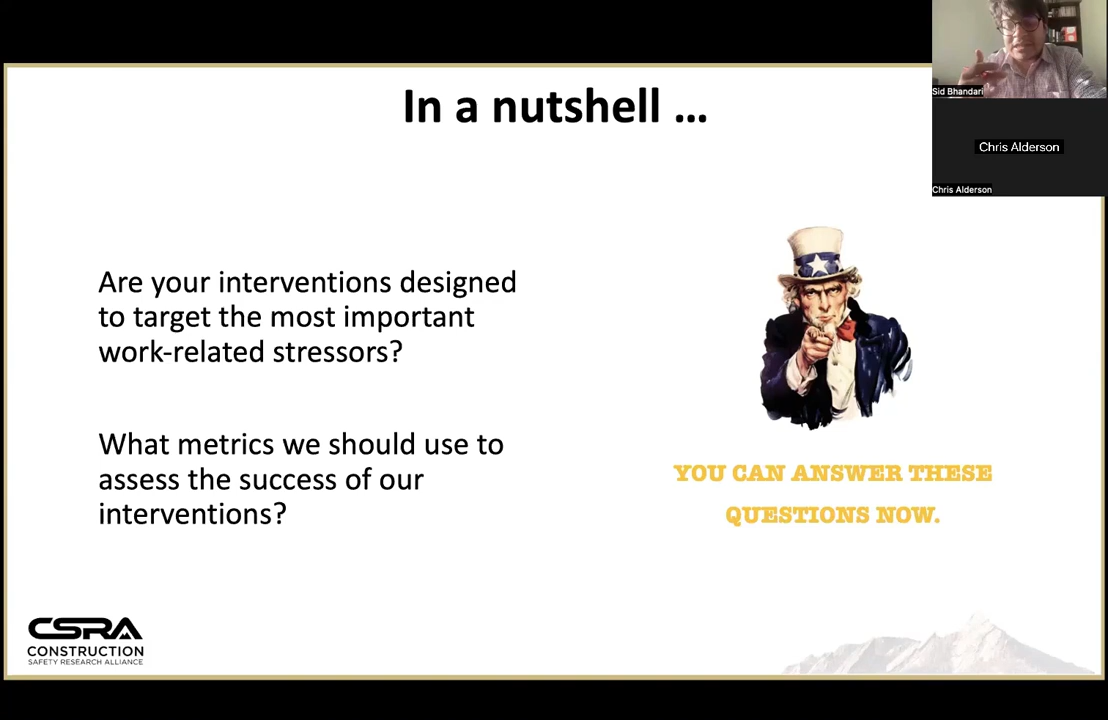 In a nutshell ...
Sid Bhandari
Chris Alderson
Chris Alderson
Are your interventions designed
to target the most important
work-related stressors?
What metrics we should use to
assess the success of our
interventions?
YOU CAN ANSWER THESE
QUESTIONS NOW.
CSRA
CONSTRUCTION
SAFETY RESEARCH ALLIANCE